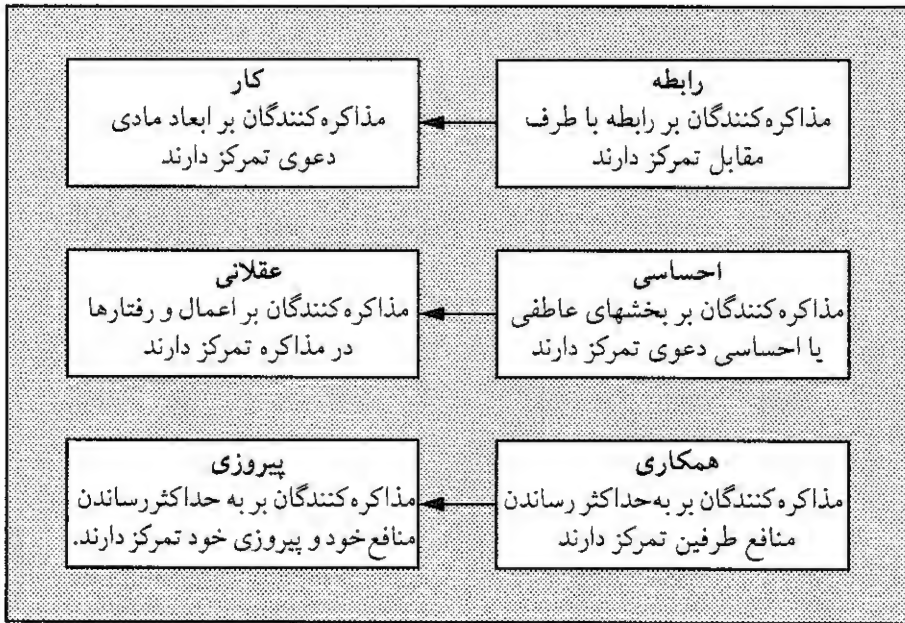 رابطه
مذاکره‌کنندگان بر رابطه با طرف
مقابل تمرکز دارند
کار
مذاکره‌کنندگان بر ابعاد مادی
دعوی تمرکز دارند
احساسی
مذاکره‌کنندگان بر بخشهای عاطفی
یا احساسی دعوی تمرکز دارند
عقلانی
مذاکره‌کنندگان بر اعمال و رفتارها
در مذاکره تمرکز دارند
همکاری
مذاکره‌کنندگان بر به‌حداکثر رساندن
منافع طرفین تمرکز دارند
پیروزی
مذاکره‌کنندگان بر به حداکثر رساندن
منافع خود و پیروزی خود تمرکز دارند.